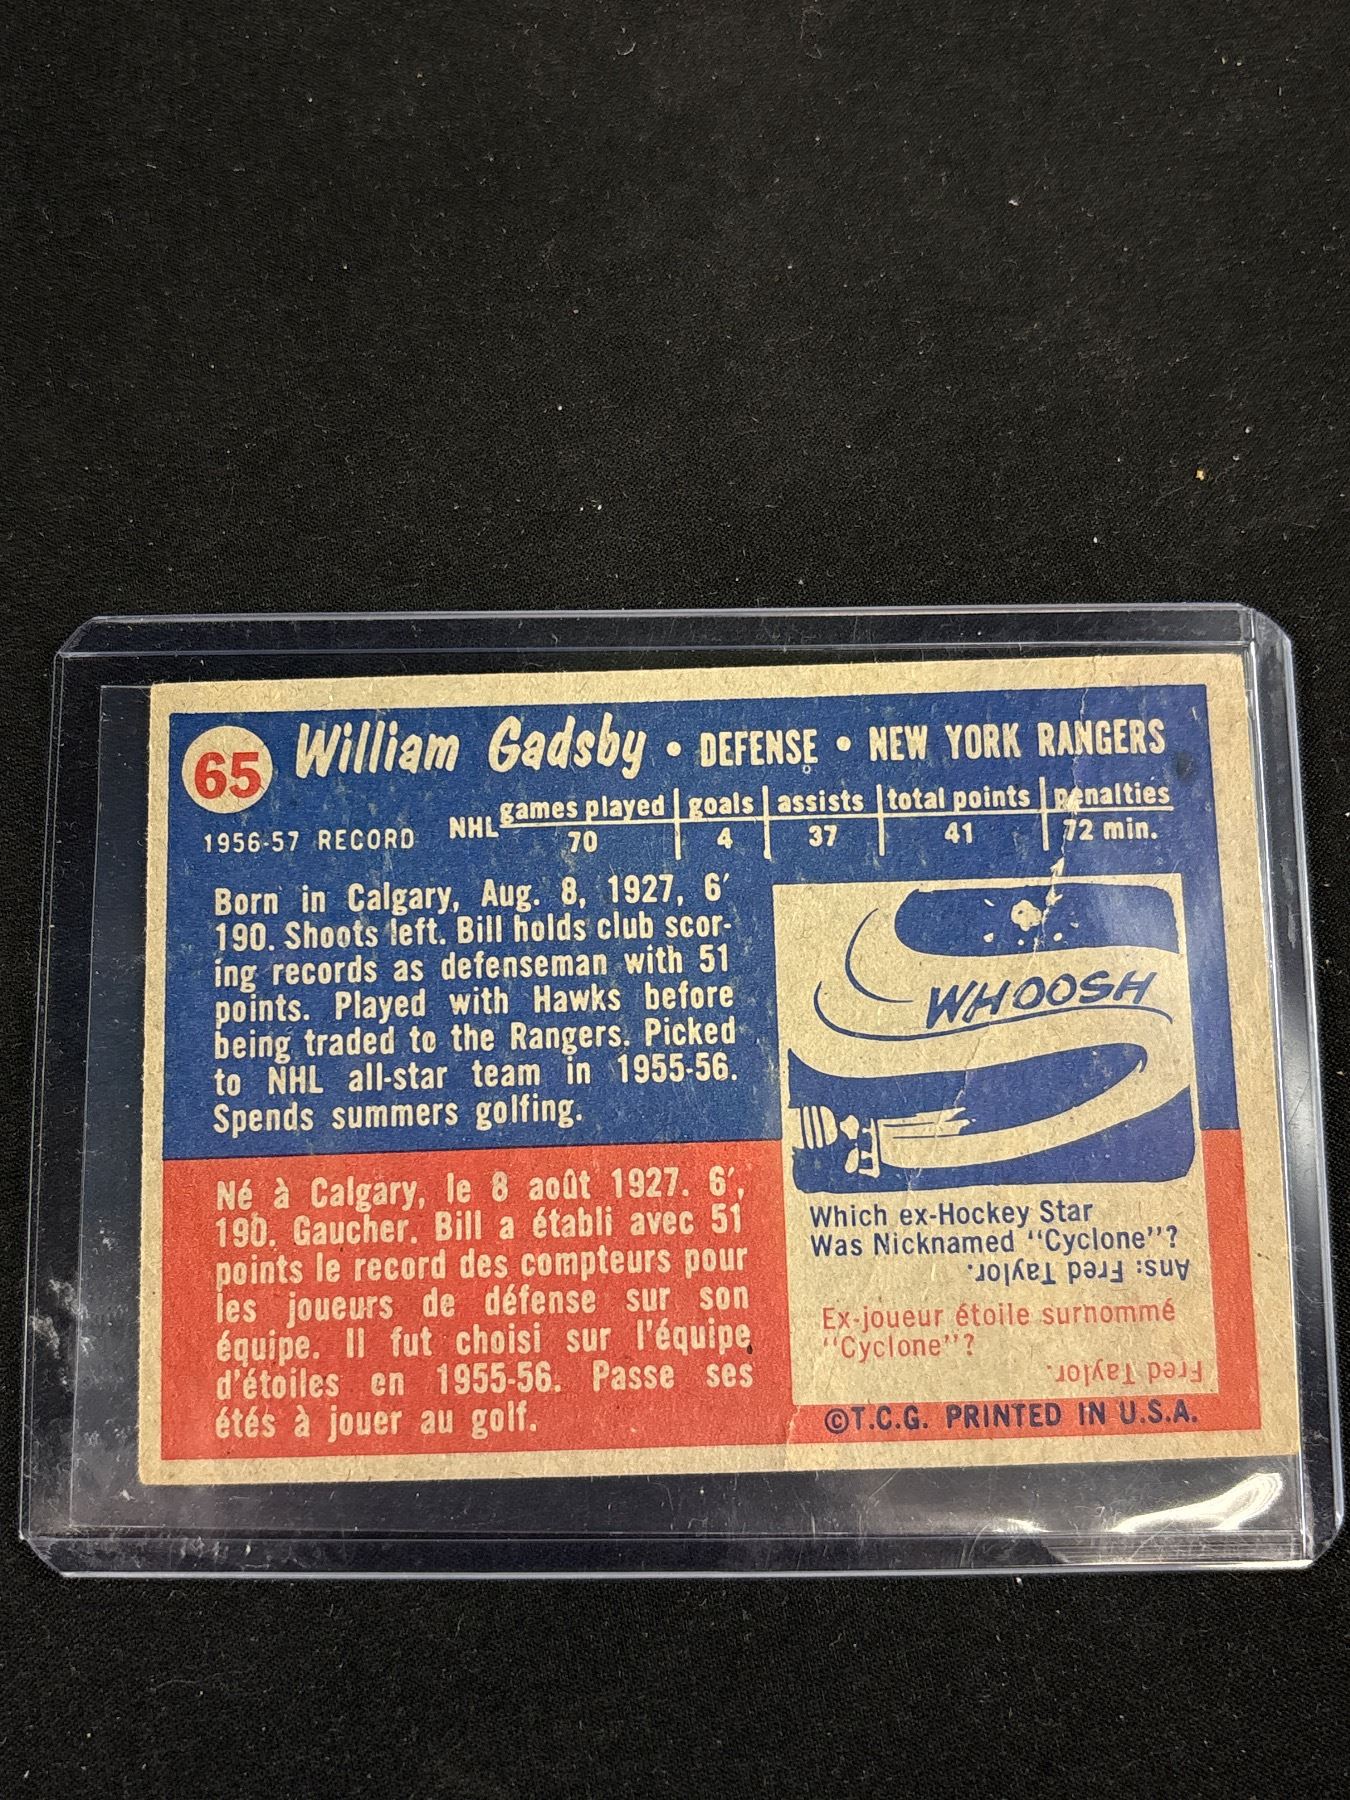 65 William Gadsby • DEFENSE • NEW YORK RANGERS
games played goals assists total points penalties
1956-57 RECORD NHL 70 4 37 41 72 min.
Born in Calgary, Aug. 8, 1927, 6′
190. Shoots left. Bill holds club scor-
ing records as defenseman with 51
points. Played with Hawks before
being traded to the Rangers. Picked
to NHL all-star team in 1955-56.
Spends summers golfing.
Né à Calgary, le 8 août 1927. 6′,
190. Gaucher. Bill a établi avec 51
points le record des compteurs pour
les joueurs de défense sur son
équipe. Il fut choisi sur l'équipe
d'étoiles en 1955-56. Passe ses
étés à jouer au golf.
WHOOSH
Which ex-Hockey Star
Was Nicknamed "Cyclone"?
Ans: Fred Taylor.
Ex-joueur étoile surnommé
"Cyclone"?
Fred Taylor.
©T.C.G. PRINTED IN U.S.A.